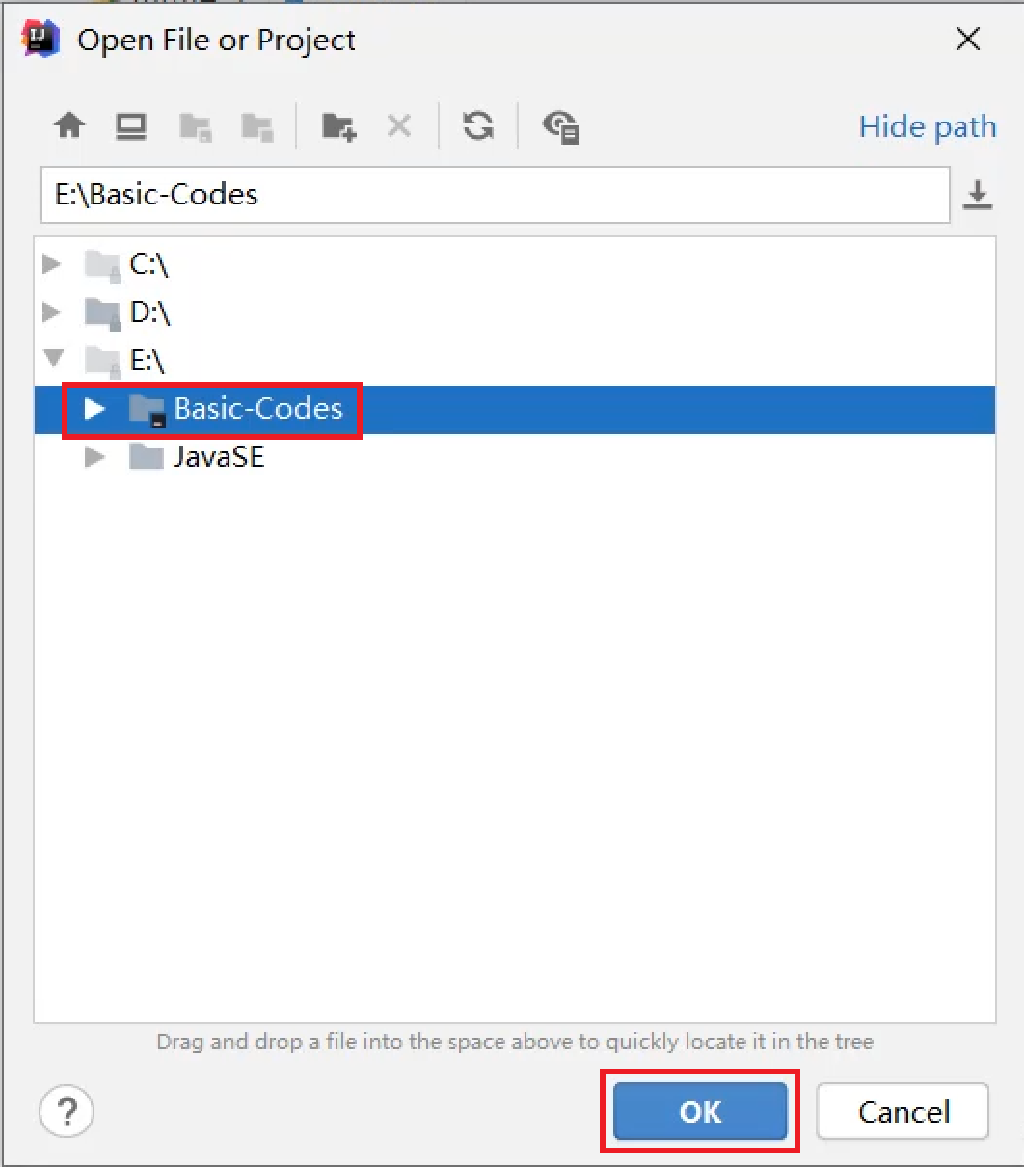 Open File or Project
Hide path
E:\Basic-Codes
C:\
D:\
E:\
Basic-Codes
JavaSE
Drag and drop a file into the space above to quickly locate it in the tree
?
OK
Cancel